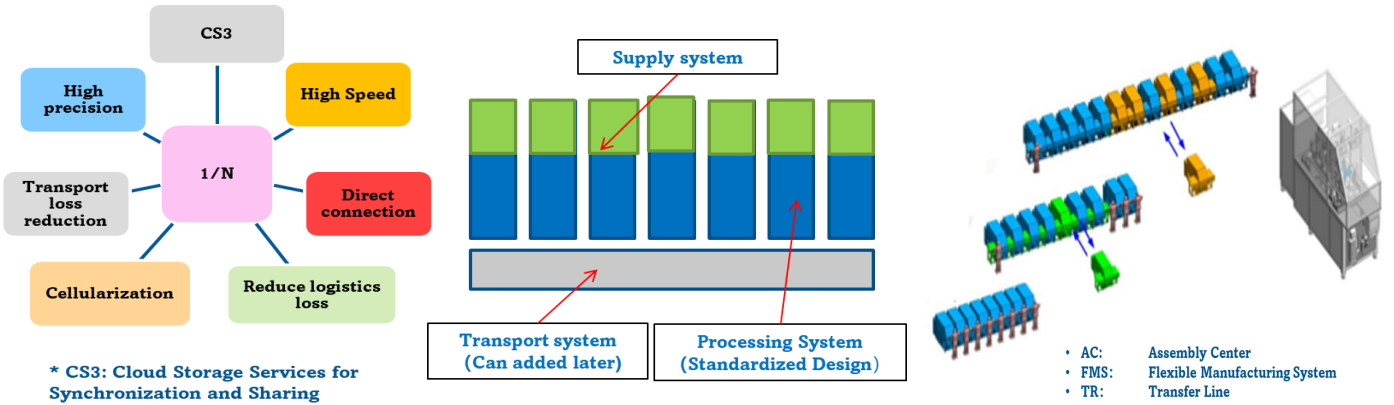 CS3
High
precision
High Speed
1/N
Transport
loss
reduction
Direct
connection
Cellularization
Reduce logistics
loss
* CS3: Cloud Storage Services for
Synchronization and Sharing
Supply system
Transport system
(Can added later)
Processing System
(Standardized Design）
• AC: Assembly Center
• FMS: Flexible Manufacturing System
• TR: Transfer Line